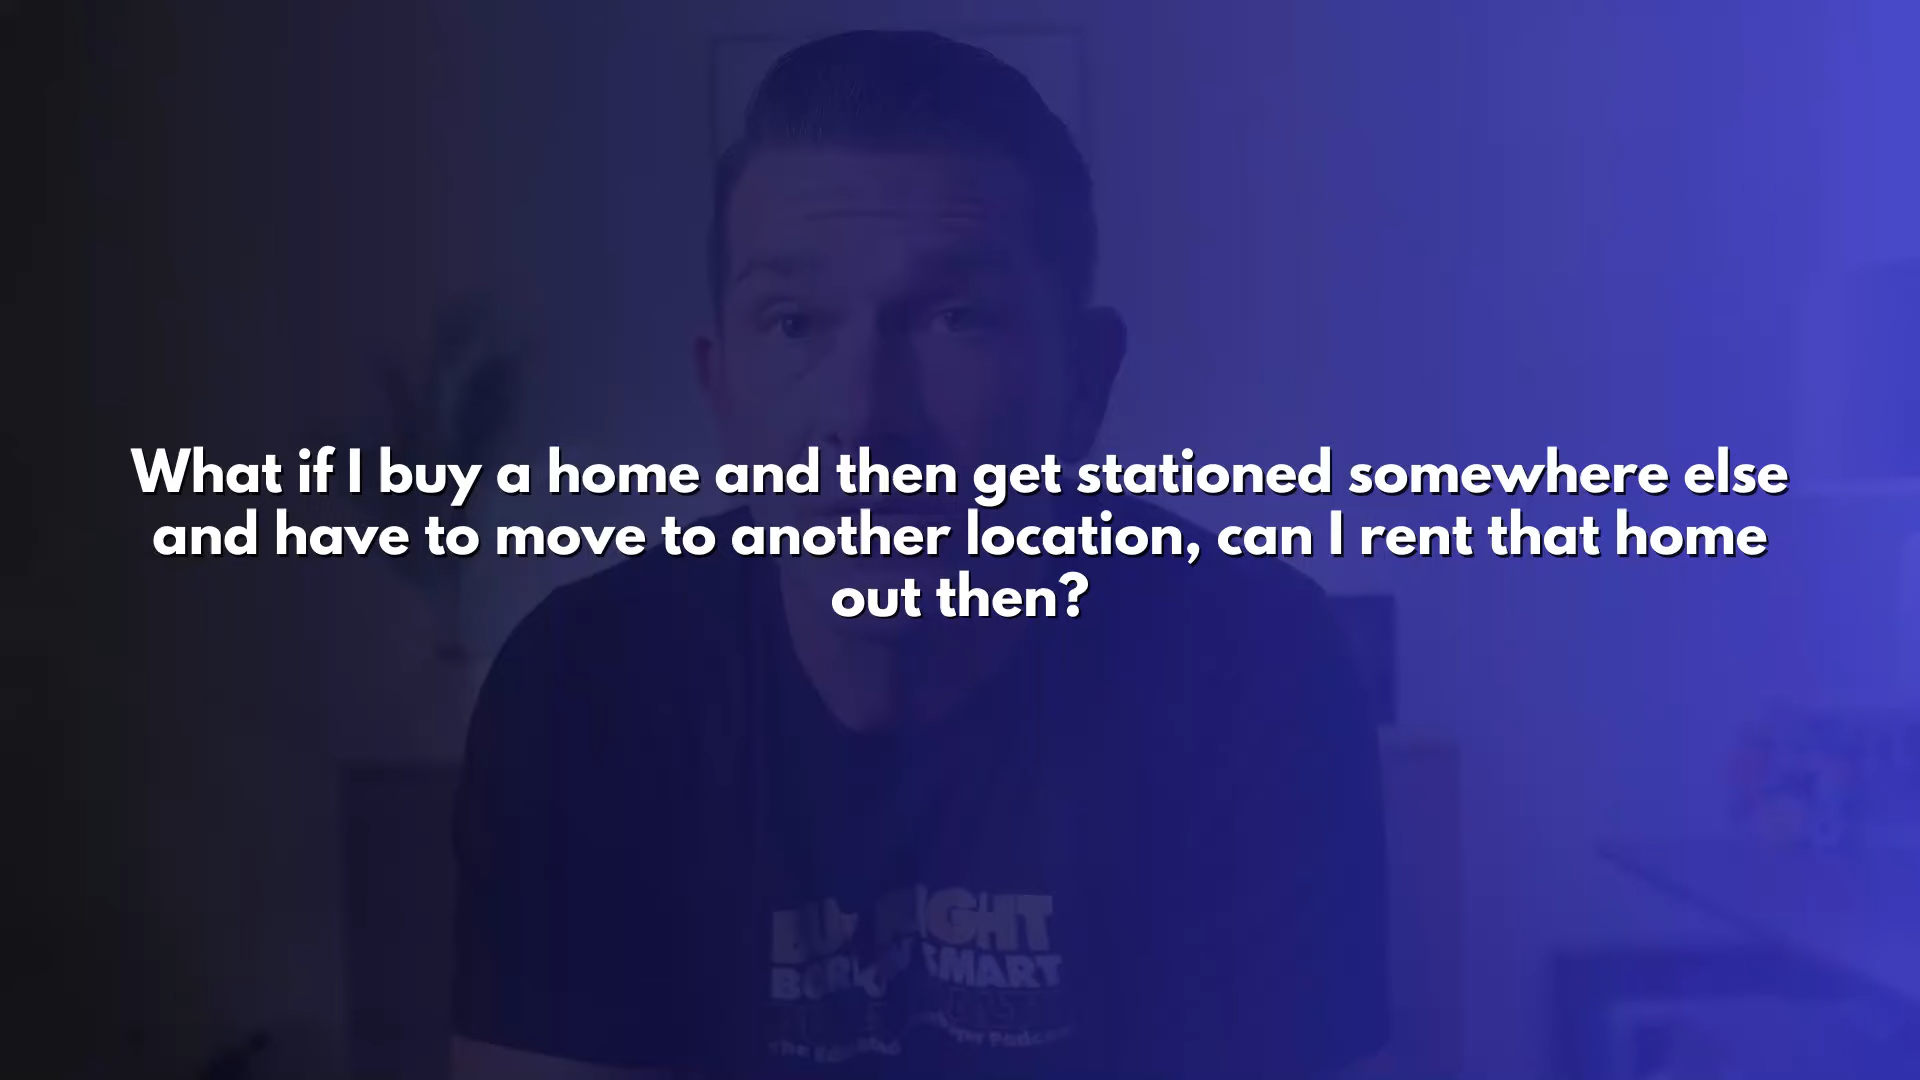 What if I buy a home and then get stationed somewhere else
and have to move to another location, can I rent that home
out then?
SMART